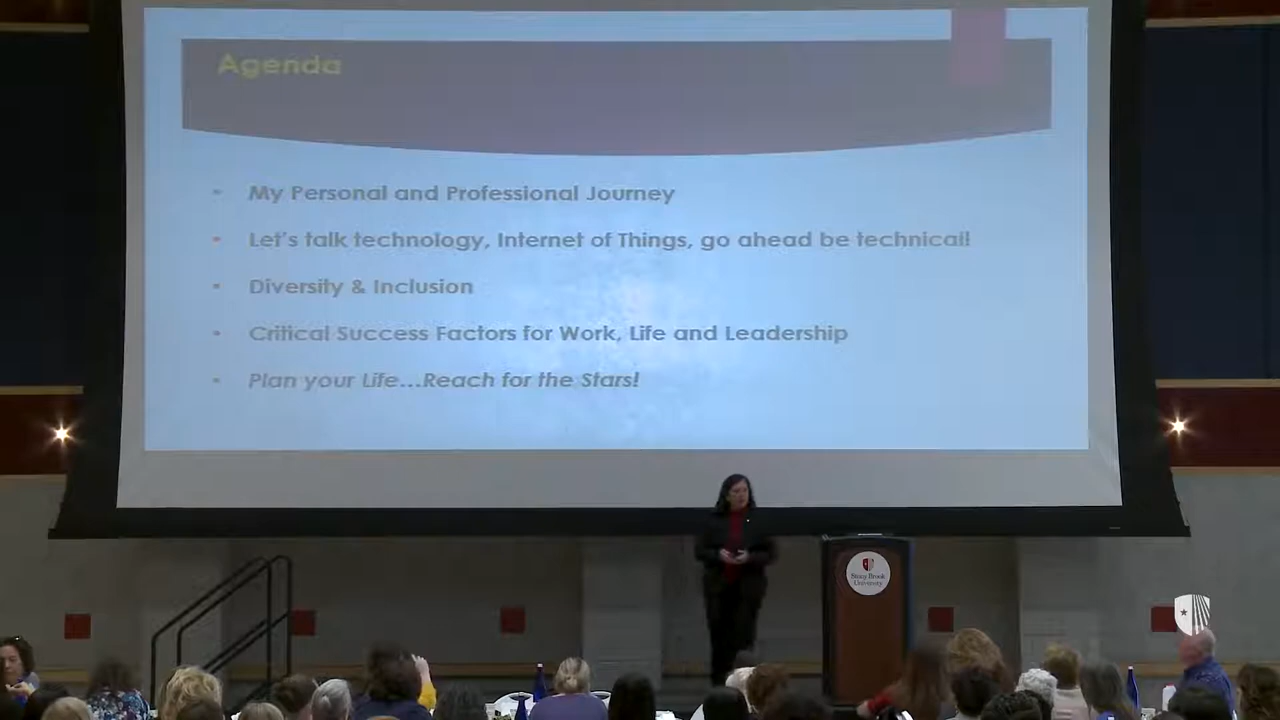 Agenda
My Personal and Professional Journey
Let's talk technology, Internet of Things, go ahead be technical!
Diversity & Inclusion
Critical Success Factors for Work, Life and Leadership
Plan your Life...Reach for the Stars!
Stony Brook
University